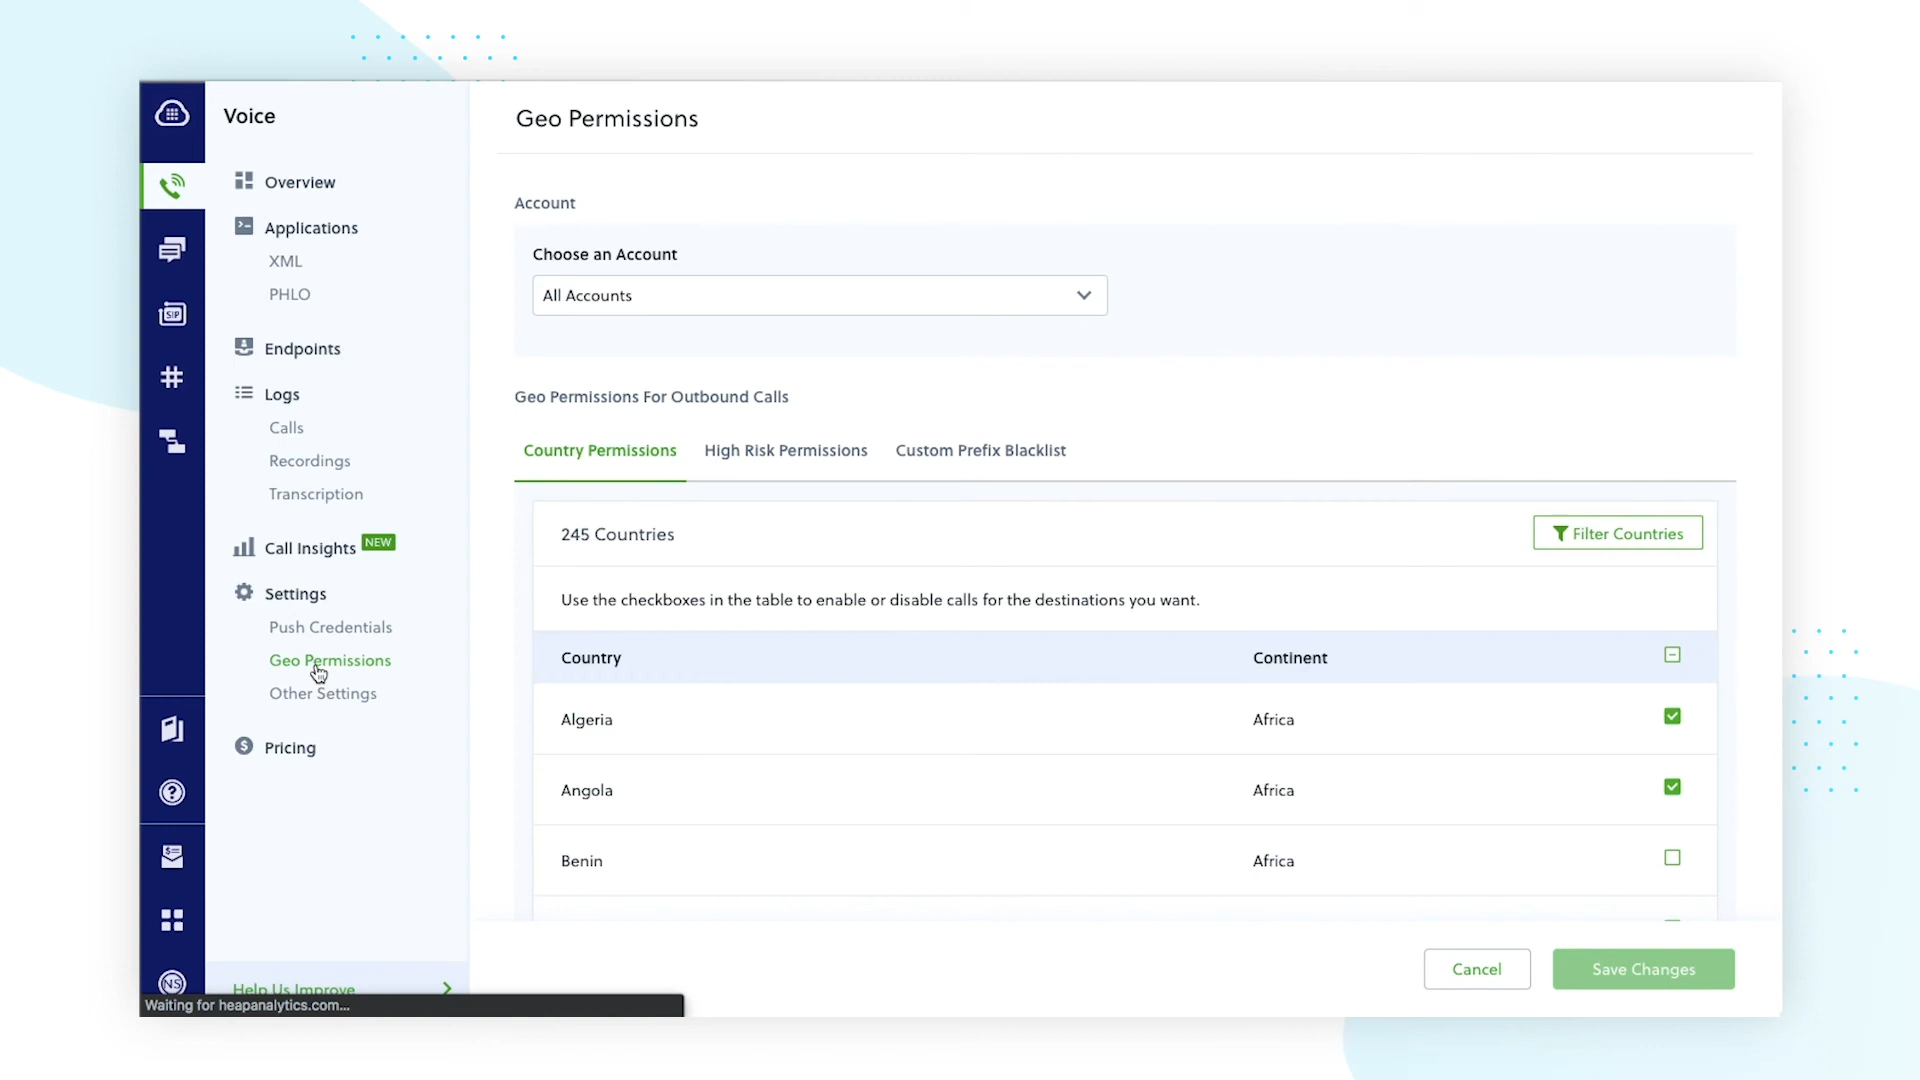 Voice
Overview
Applications
XML
PHLO
Endpoints
Logs
Calls
Recordings
Transcription
Call Insights NEW
Settings
Push Credentials
Geo Permissions
Other Settings
Pricing
Help Us Improve
SIP
NS
Waiting for heapanalytics.com...
Geo Permissions
Account
Choose an Account
All Accounts
Geo Permissions For Outbound Calls
Country Permissions High Risk Permissions Custom Prefix Blacklist
245 Countries Filter Countries
Use the checkboxes in the table to enable or disable calls for the destinations you want.
Country Continent
Algeria Africa
Angola Africa
Benin Africa
Cancel Save Changes